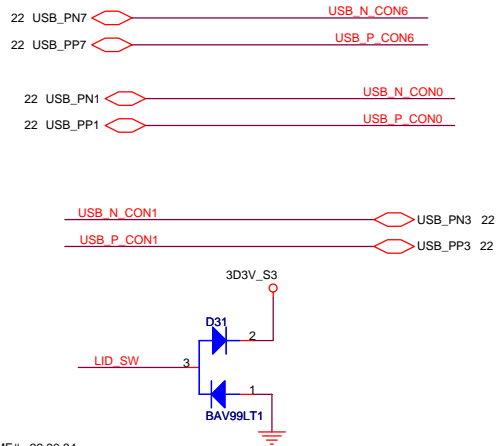 22 USB_PN7 USB_N_CON6
22 USB_PP7 USB_P_CON6
22 USB_PN1 USB_N_CON0
22 USB_PP1 USB_P_CON0
USB_N_CON1 USB_PN3 22
USB_P_CON1 USB_PP3 22
3D3V_S3
D31
2
LID_SW 3
1
BAV99LT1